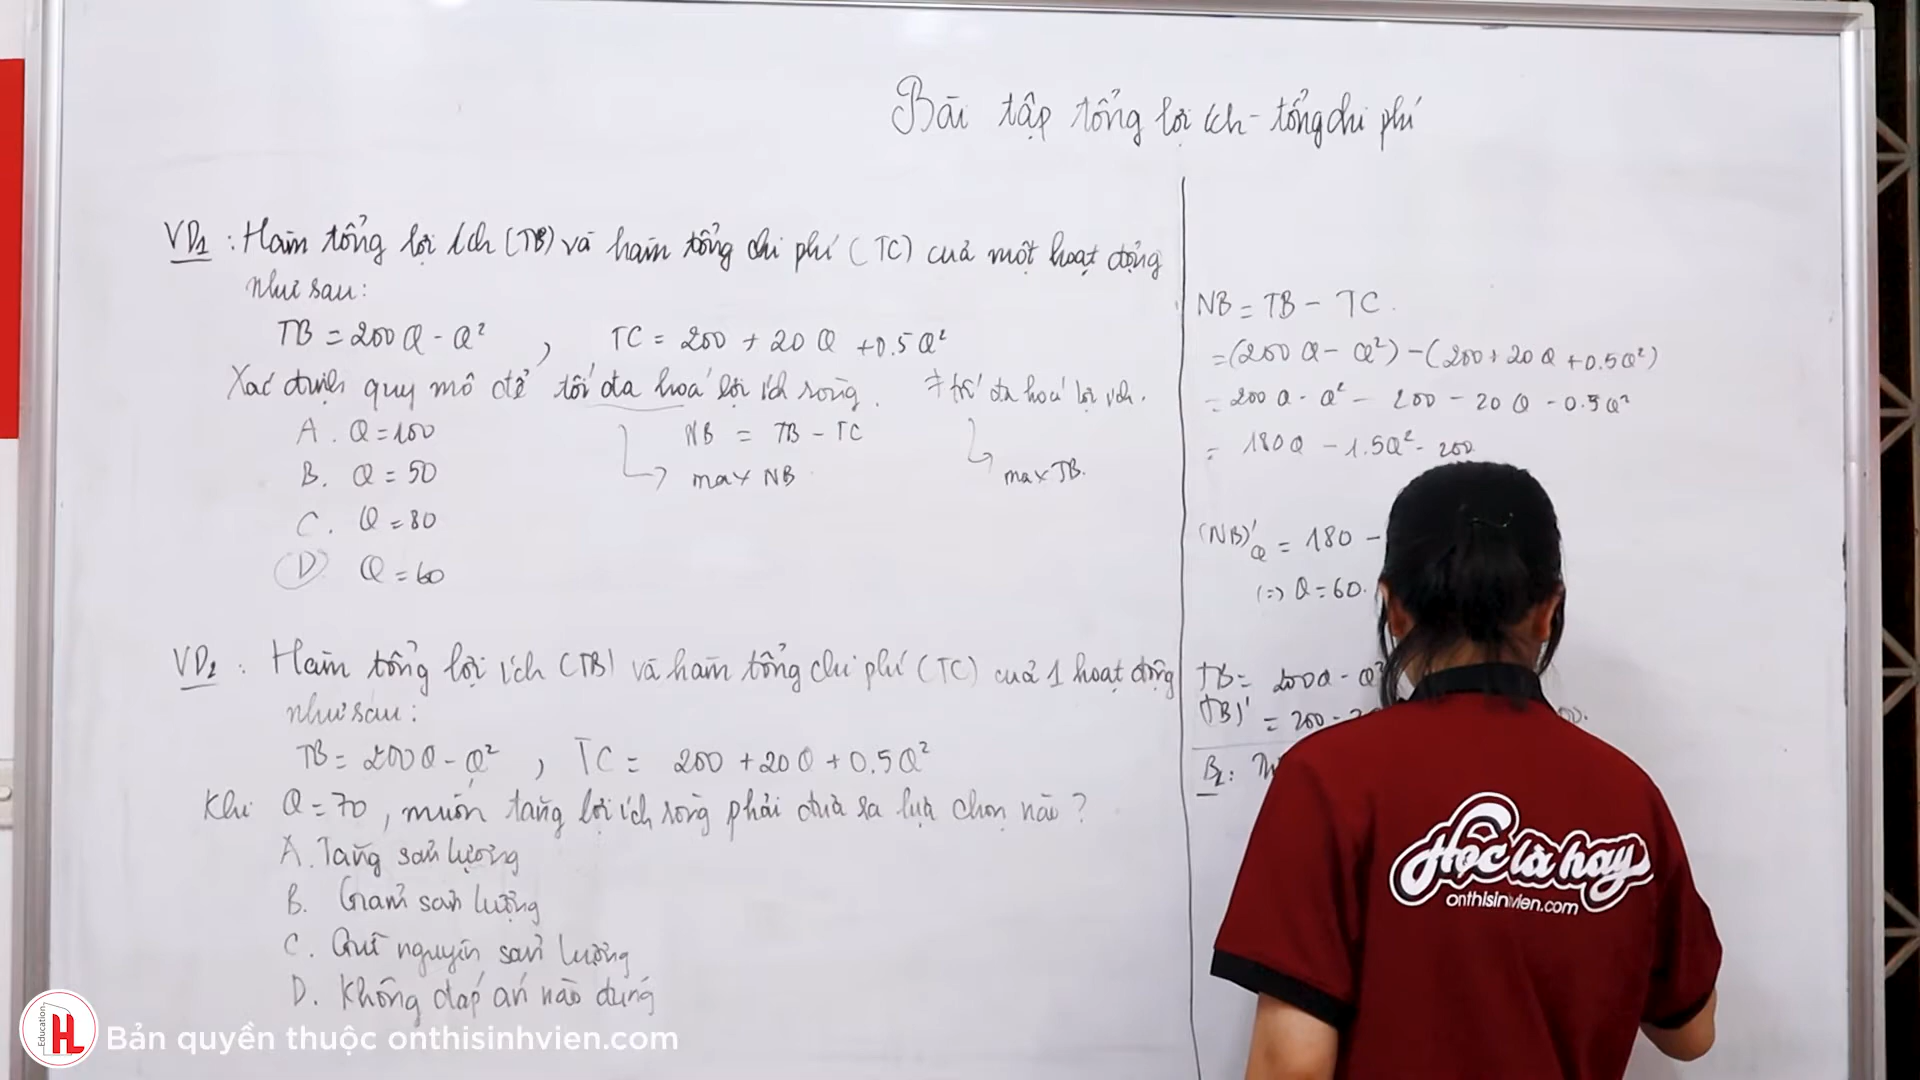 Bài tập tổng lợi ích - tổng chi phí
VD1 : Hàm tổng lợi ích (TB) và hàm tổng chi phí (TC) của một hoạt động
như sau:
TB = 200Q - Q² , TC = 200 + 20Q + 0.5Q²
Xác định quy mô để tối đa hoá lợi ích ròng. ≠ tối đa hoá lợi ích.
A. Q = 100
B. Q = 50
C. Q = 80
D Q = 60
NB = TB - TC
max NB
max TB.
VD2 : Hàm tổng lợi ích (TB) và hàm tổng chi phí (TC) của 1 hoạt động
như sau:
TB = 200Q - Q² , TC = 200 + 20Q + 0.5Q²
Khi Q = 70 , muốn tăng lợi ích ròng phải đưa ra lựa chọn nào ?
A. Tăng sản lượng
B. Giảm sản lượng
C. Giữ nguyên sản lượng
D. Không đáp án nào đúng
NB = TB - TC.
= (200Q - Q²) - (200 + 20Q + 0.5Q²)
= 200Q - Q² - 200 - 20Q - 0.5Q²
= 180Q - 1.5Q² - 200
(NB)'Q = 180 -
(=) Q = 60.
TB = 200Q - Q²
(TB)' = 200 -
B2:
Học là hay
onthisinhvien.com
Education
HL
Bản quyền thuộc onthisinhvien.com